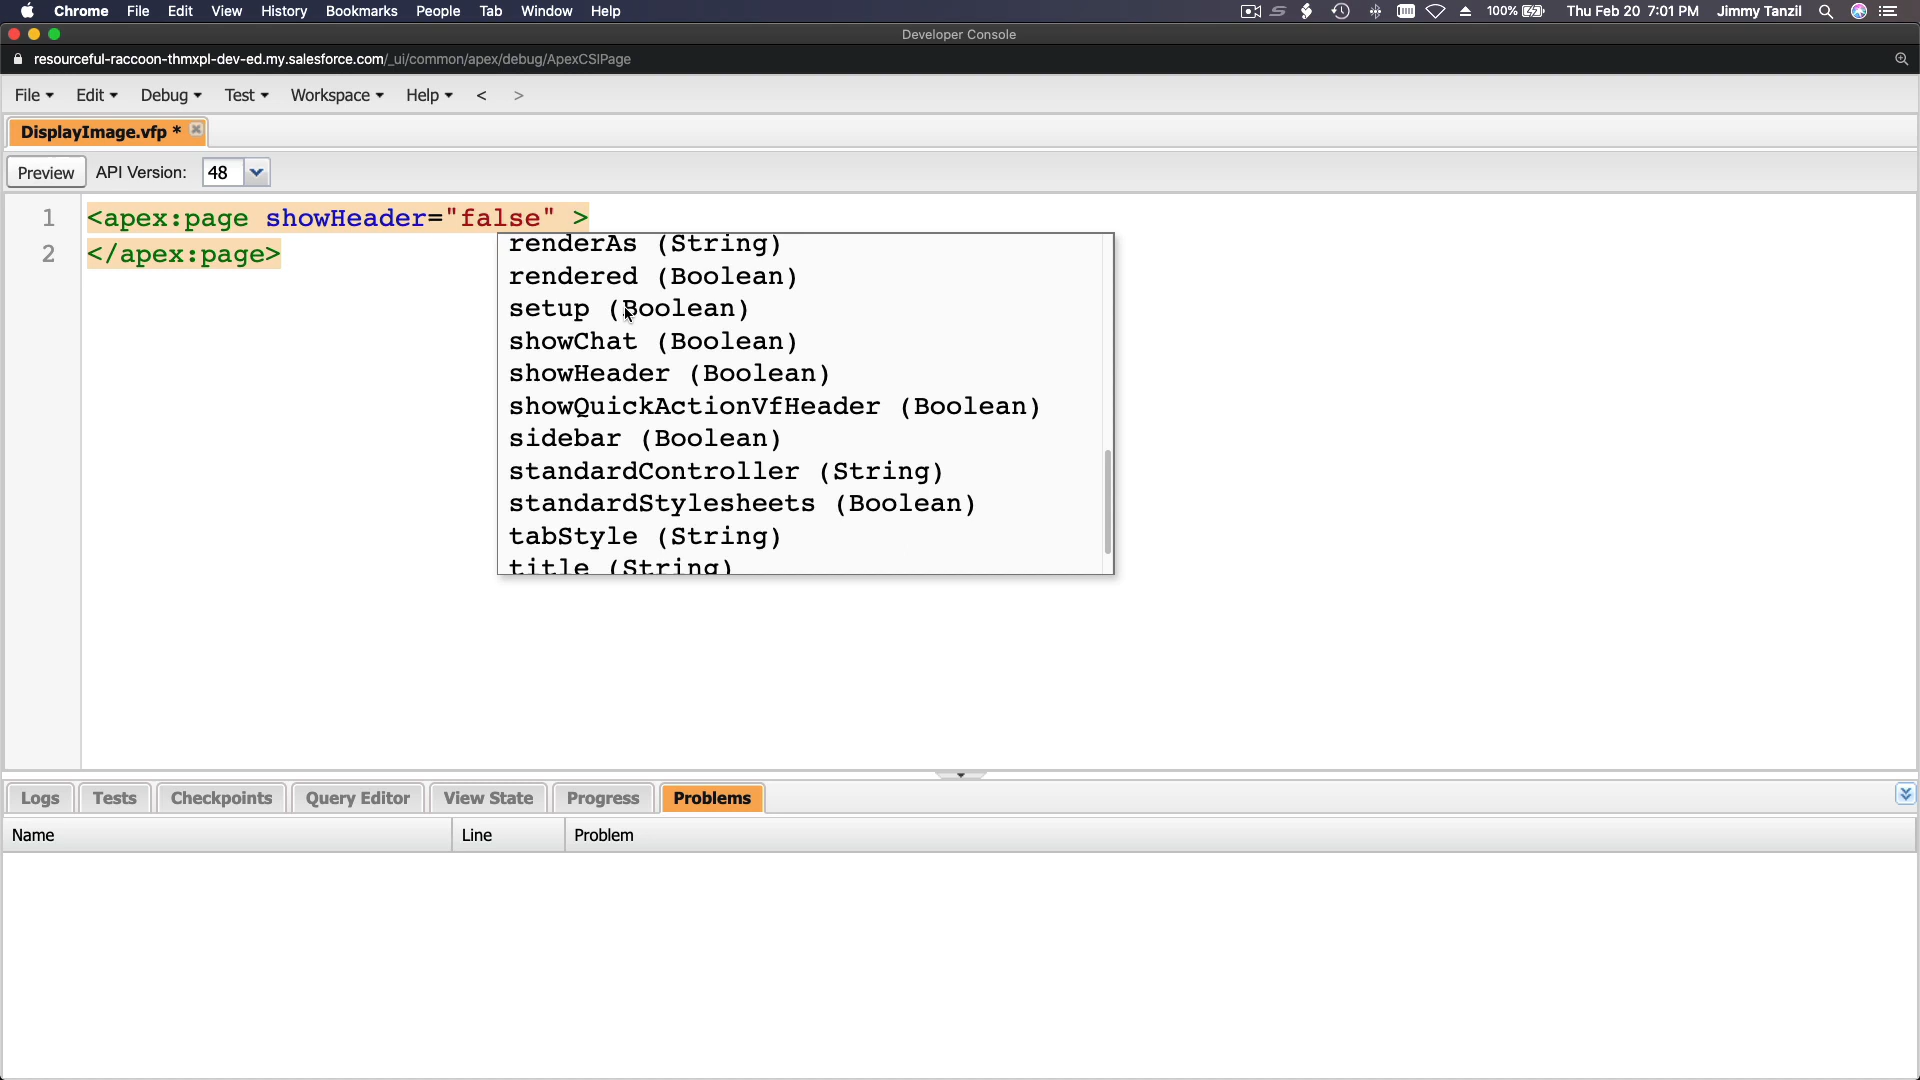 Chrome File Edit View History Bookmarks People Tab Window Help 100% Thu Feb 20 7:01 PM Jimmy Tanzil
Developer Console
resourceful-raccoon-thmxpl-dev-ed.my.salesforce.com/_ui/common/apex/debug/ApexCSIPage
File Edit Debug Test Workspace Help < >
DisplayImage.vfp *
Preview API Version: 48
1 <apex:page showHeader="false" >
2 </apex:page>
renderAs (String)
rendered (Boolean)
setup (Boolean)
showChat (Boolean)
showHeader (Boolean)
showQuickActionVfHeader (Boolean)
sidebar (Boolean)
standardController (String)
standardStylesheets (Boolean)
tabStyle (String)
title (String)
Logs Tests Checkpoints Query Editor View State Progress Problems
Name Line Problem